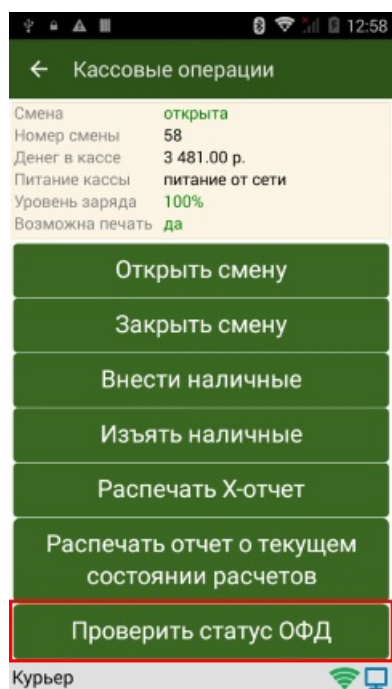 12:58
Кассовые операции
Смена открыта
Номер смены 58
Денег в кассе 3 481.00 р.
Питание кассы питание от сети
Уровень заряда 100%
Возможна печать да
Открыть смену
Закрыть смену
Внести наличные
Изъять наличные
Распечать X-отчет
Распечать отчет о текущем
состоянии расчетов
Проверить статус ОФД
Курьер